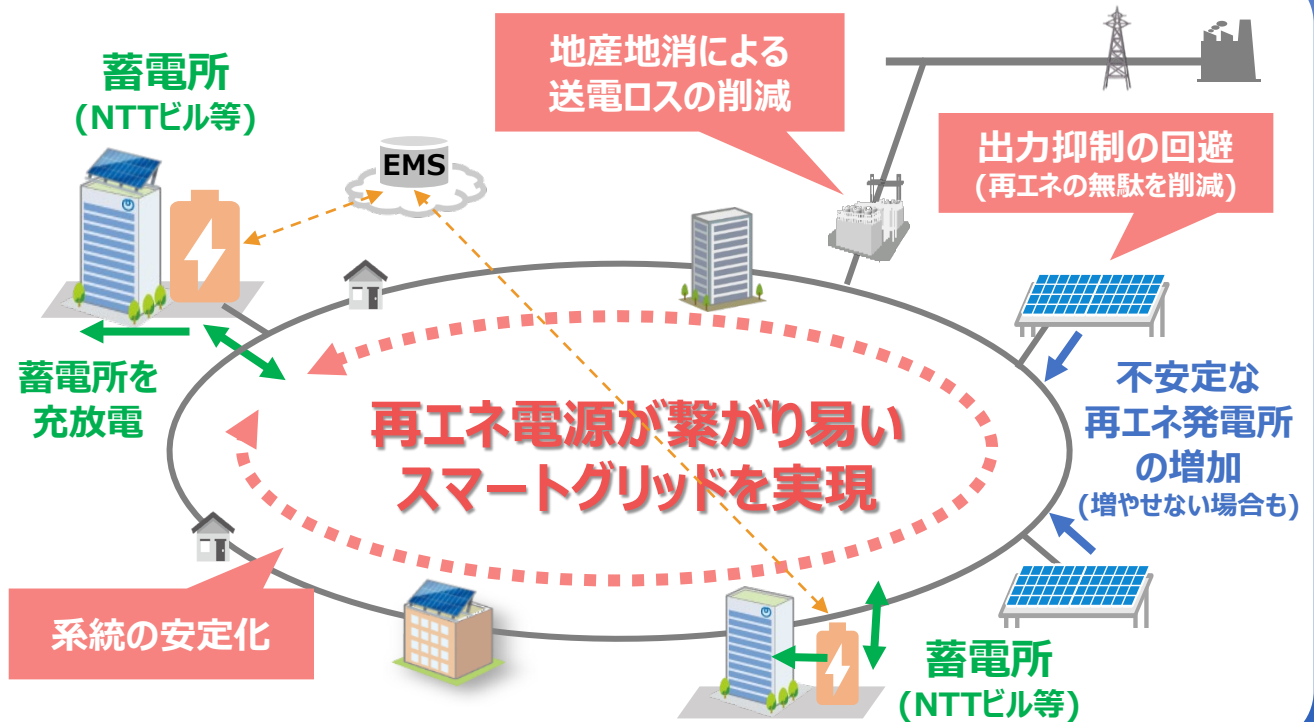 地産地消による
送電ロスの削減
蓄電所
(NTTビル等)
EMS
出力抑制の回避
(再エネの無駄を削減)
蓄電所を
充放電
不安定な
再エネ発電所
の増加
(増やせない場合も)
再エネ電源が繋がり易い
スマートグリッドを実現
系統の安定化
蓄電所
(NTTビル等)